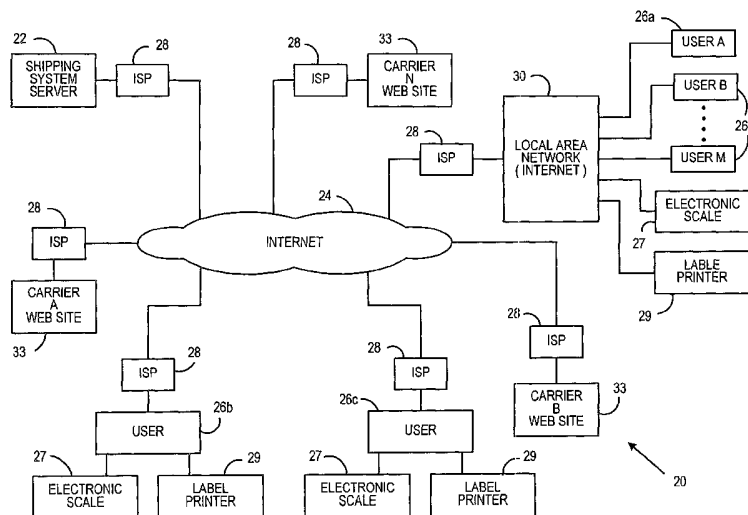 22
SHIPPING
SYSTEM
SERVER
28
ISP
28
ISP
33
CARRIER
N
WEB SITE
26a
USER A
30
USER B
26
USER M
LOCAL AREA
NETWORK
( INTERNET )
28
ISP
ELECTRONIC
SCALE
27
LABLE
PRINTER
29
24
INTERNET
28
ISP
CARRIER
A
WEB SITE
33
28
ISP
CARRIER
B
WEB SITE
33
28
ISP
USER
26b
27
ELECTRONIC
SCALE
29
LABEL
PRINTER
28
ISP
26c
USER
27
ELECTRONIC
SCALE
29
LABEL
PRINTER
20